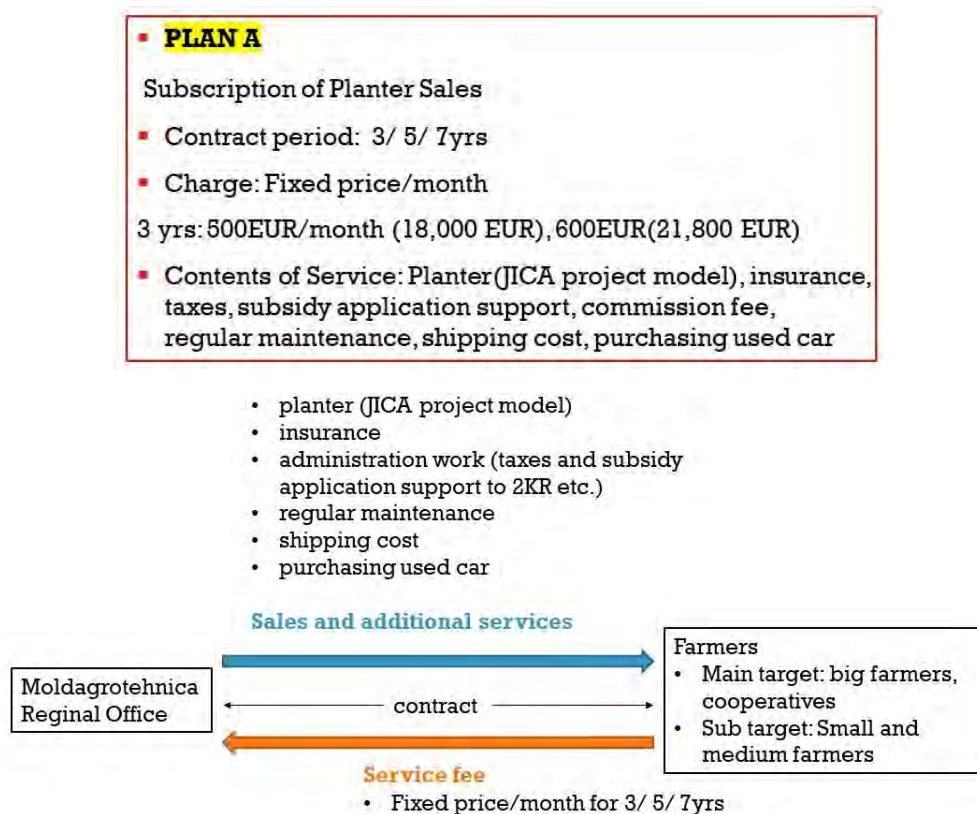 ▪ PLAN A
Subscription of Planter Sales
▪ Contract period: 3/ 5/ 7yrs
▪ Charge: Fixed price/month
3 yrs: 500EUR/month (18,000 EUR), 600EUR(21,800 EUR)
▪ Contents of Service: Planter(JICA project model), insurance,
taxes, subsidy application support, commission fee,
regular maintenance, shipping cost, purchasing used car
• planter (JICA project model)
• insurance
• administration work (taxes and subsidy
application support to 2KR etc.)
• regular maintenance
• shipping cost
• purchasing used car
Sales and additional services
Moldagrotehnica
Reginal Office
contract
Farmers
• Main target: big farmers,
cooperatives
• Sub target: Small and
medium farmers
Service fee
• Fixed price/month for 3/ 5/ 7yrs